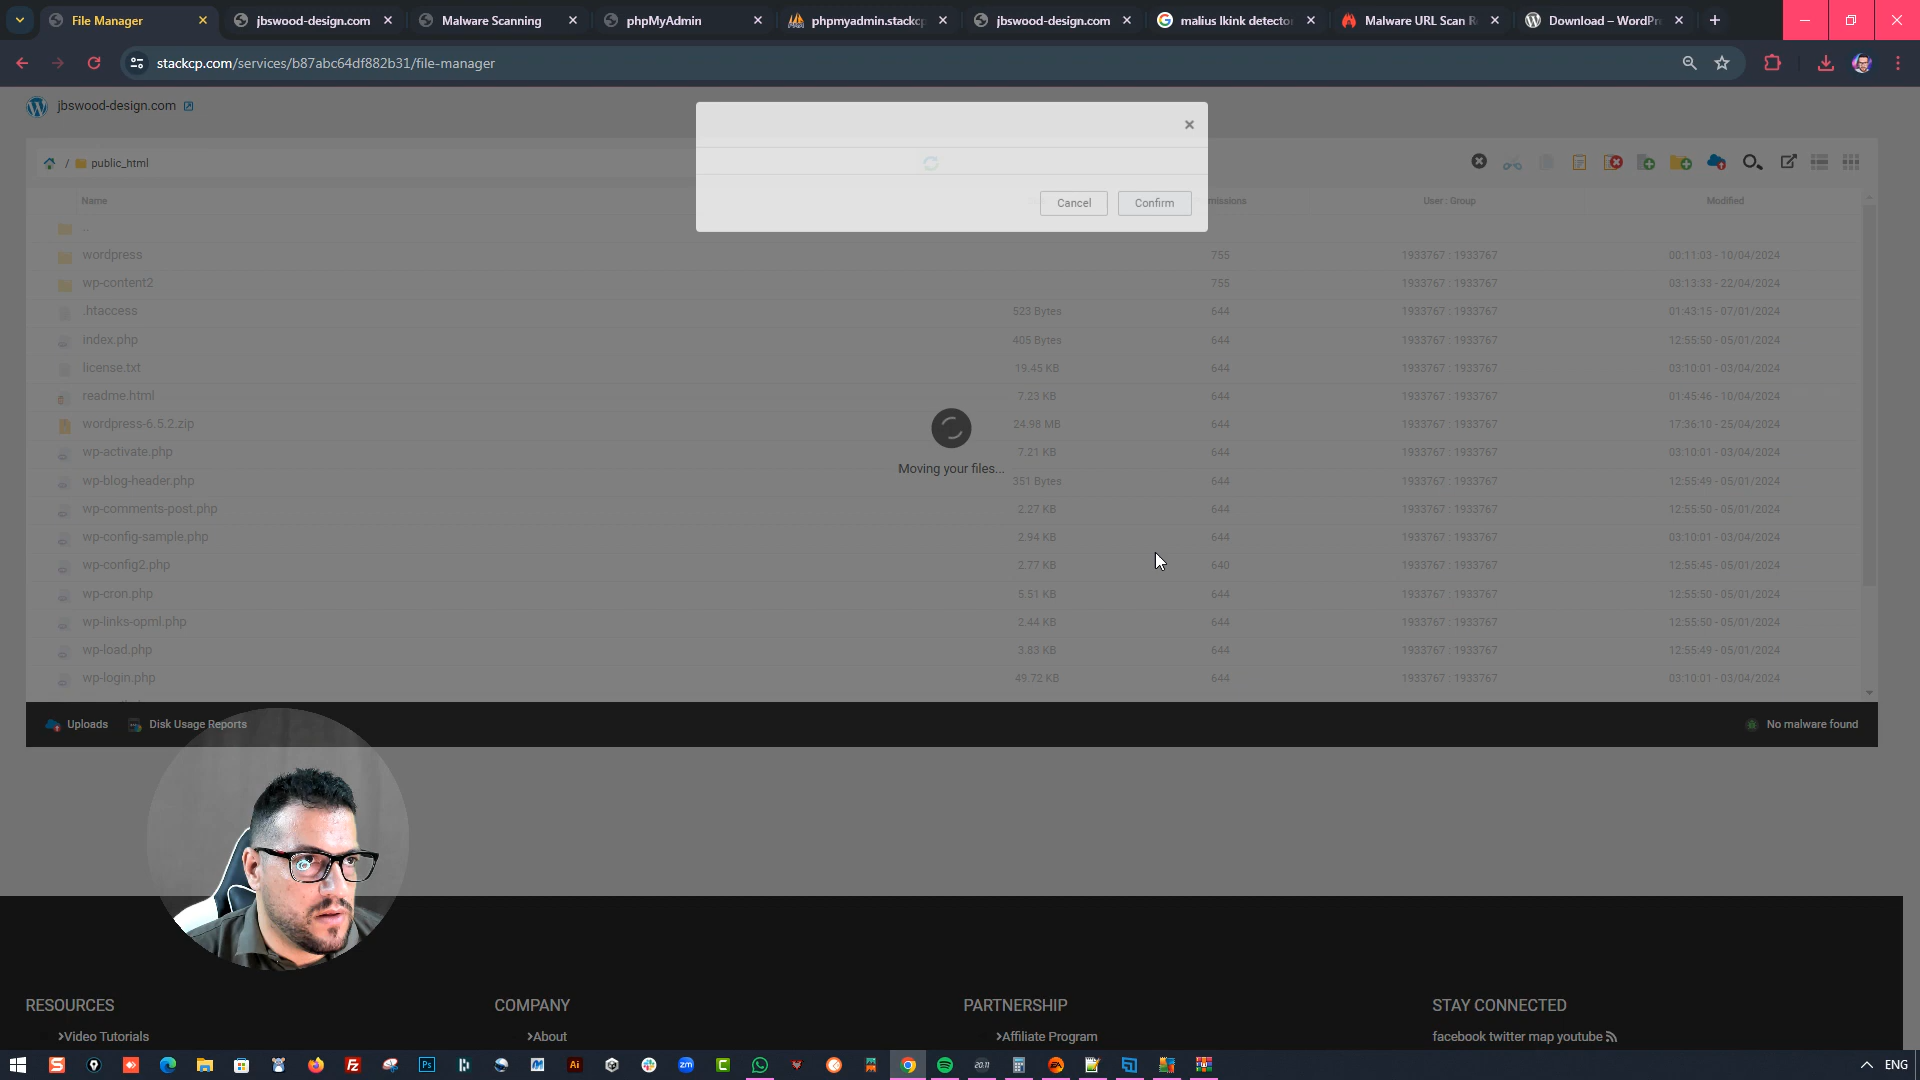 File Manager
jbswood-design.com
Malware Scanning
phpMyAdmin
phpmyadmin.stackcp
jbswood-design.com
malius lkink detector
Malware URL Scan R
Download – WordPr
stackcp.com/services/b87abc64df882b31/file-manager
jbswood-design.com
/ public_html
Cancel Confirm
Name missions User : Group Modified
..
wordpress 755 1933767 : 1933767 00:11:03 - 10/04/2024
wp-content2 755 1933767 : 1933767 03:13:33 - 22/04/2024
.htaccess 523 Bytes 644 1933767 : 1933767 01:43:15 - 07/01/2024
index.php 405 Bytes 644 1933767 : 1933767 12:55:50 - 05/01/2024
license.txt 19.45 KB 644 1933767 : 1933767 03:10:01 - 03/04/2024
readme.html 7.23 KB 644 1933767 : 1933767 01:45:46 - 10/04/2024
wordpress-6.5.2.zip 24.98 MB 644 1933767 : 1933767 17:36:10 - 25/04/2024
wp-activate.php 7.21 KB 644 1933767 : 1933767 03:10:01 - 03/04/2024
Moving your files...
wp-blog-header.php 351 Bytes 644 1933767 : 1933767 12:55:49 - 05/01/2024
wp-comments-post.php 2.27 KB 644 1933767 : 1933767 12:55:50 - 05/01/2024
wp-config-sample.php 2.94 KB 644 1933767 : 1933767 03:10:01 - 03/04/2024
wp-config2.php 2.77 KB 640 1933767 : 1933767 12:55:45 - 05/01/2024
wp-cron.php 5.51 KB 644 1933767 : 1933767 12:55:50 - 05/01/2024
wp-links-opml.php 2.44 KB 644 1933767 : 1933767 12:55:50 - 05/01/2024
wp-load.php 3.83 KB 644 1933767 : 1933767 12:55:49 - 05/01/2024
wp-login.php 49.72 KB 644 1933767 : 1933767 03:10:01 - 03/04/2024
Uploads Disk Usage Reports No malware found
RESOURCES COMPANY PARTNERSHIP STAY CONNECTED
>Video Tutorials >About >Affiliate Program facebook twitter map youtube
ENG